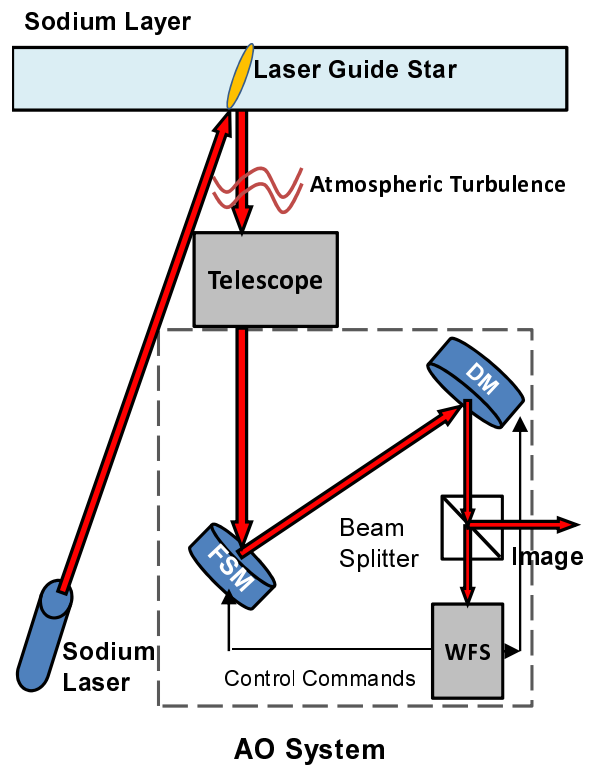 Sodium Layer
Laser Guide Star
Atmospheric Turbulence
Telescope
DM
Beam
Splitter
Image
FSM
WFS
Sodium
Laser
Control Commands
AO System